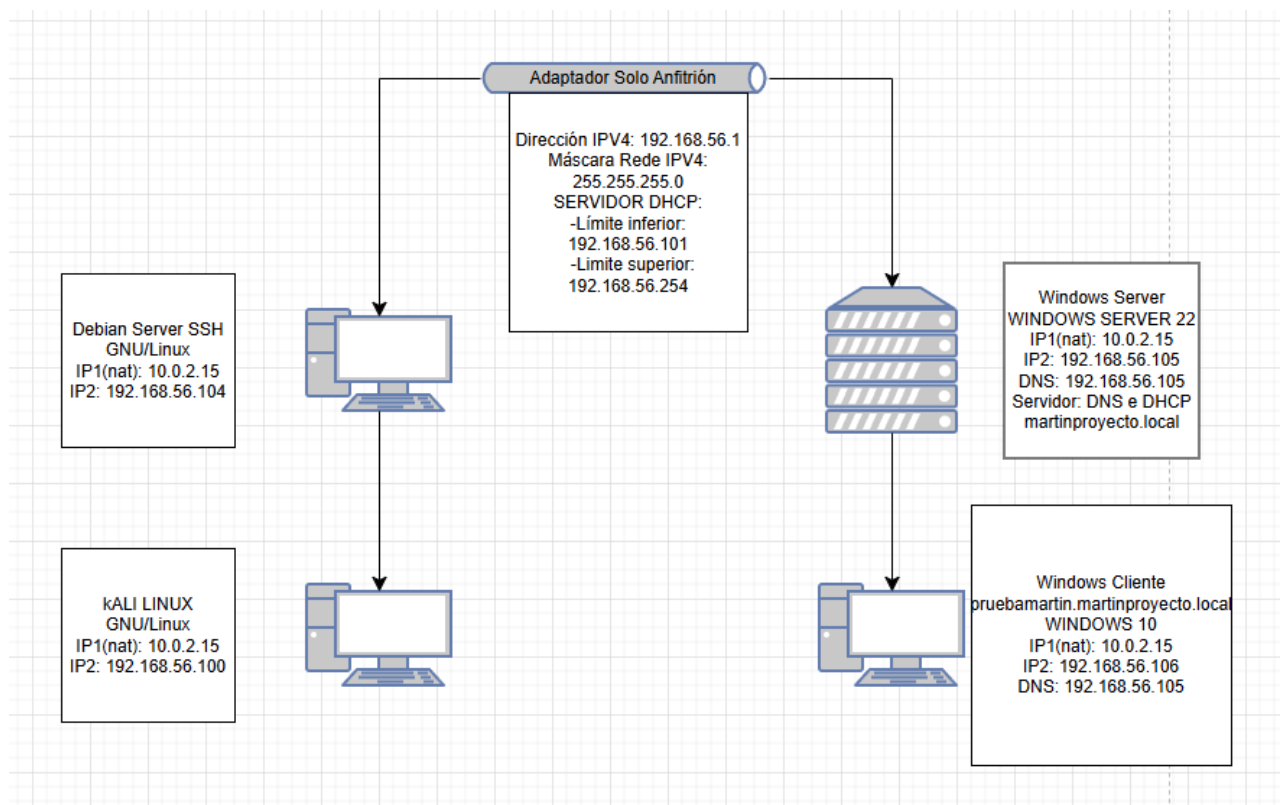 Adaptador Solo Anfitrión
Dirección IPV4: 192.168.56.1
Máscara Rede IPV4:
255.255.255.0
SERVIDOR DHCP:
-Límite inferior:
192.168.56.101
-Limite superior:
192.168.56.254
Debian Server SSH
GNU/Linux
IP1(nat): 10.0.2.15
IP2: 192.168.56.104
Windows Server
WINDOWS SERVER 22
IP1(nat): 10.0.2.15
IP2: 192.168.56.105
DNS: 192.168.56.105
Servidor: DNS e DHCP
martinproyecto.local
kALI LINUX
GNU/Linux
IP1(nat): 10.0.2.15
IP2: 192.168.56.100
Windows Cliente
pruebamartin.martinproyecto.local
WINDOWS 10
IP1(nat): 10.0.2.15
IP2: 192.168.56.106
DNS: 192.168.56.105